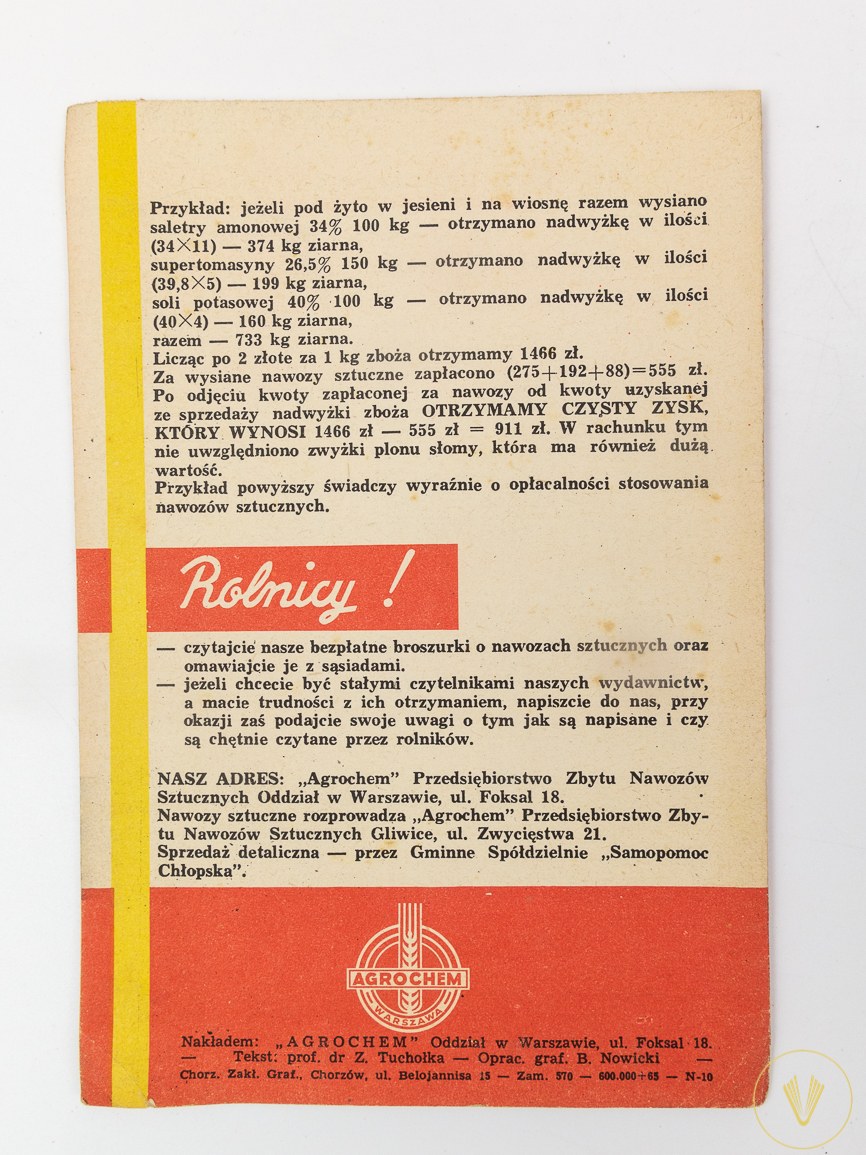 Przykład: jeżeli pod żyto w jesieni i na wiosnę razem wysiano
saletry amonowej 34% 100 kg — otrzymano nadwyżkę w ilości
(34×11) — 374 kg ziarna,
supertomasyny 26,5% 150 kg — otrzymano nadwyżkę w ilości
(39,8×5) — 199 kg ziarna,
soli potasowej 40% 100 kg — otrzymano nadwyżkę w ilości
(40×4) — 160 kg ziarna,
razem — 733 kg ziarna.
Licząc po 2 złote za 1 kg zboża otrzymamy 1466 zł.
Za wysiane nawozy sztuczne zapłacono (275+192+88)=555 zł.
Po odjęciu kwoty zapłaconej za nawozy od kwoty uzyskanej
ze sprzedaży nadwyżki zboża OTRZYMAMY CZYSTY ZYSK,
KTÓRY WYNOSI 1466 zł — 555 zł = 911 zł. W rachunku tym
nie uwzględniono zwyżki plonu słomy, która ma również dużą
wartość.
Przykład powyższy świadczy wyraźnie o opłacalności stosowania
nawozów sztucznych.
Rolnicy !
— czytajcie nasze bezpłatne broszurki o nawozach sztucznych oraz
omawiajcie je z sąsiadami.
— jeżeli chcecie być stałymi czytelnikami naszych wydawnictw,
a macie trudności z ich otrzymaniem, napiszcie do nas, przy
okazji zaś podajcie swoje uwagi o tym jak są napisane i czy
są chętnie czytane przez rolników.
NASZ ADRES: „Agrochem” Przedsiębiorstwo Zbytu Nawozów
Sztucznych Oddział w Warszawie, ul. Foksal 18.
Nawozy sztuczne rozprowadza „Agrochem” Przedsiębiorstwo Zby-
tu Nawozów Sztucznych Gliwice, ul. Zwycięstwa 21.
Sprzedaż detaliczna — przez Gminne Spółdzielnie „Samopomoc
Chłopska”.
AGROCHEM
WARSZAWA
Nakładem: „AGROCHEM” Oddział w Warszawie, ul. Foksal 18.
— Tekst: prof. dr Z. Tuchołka — Oprac. graf. B. Nowicki —
Chorz. Zakł. Graf., Chorzów, ul. Belojannisa 15 — Zam. 570 — 600.000+65 — N-10